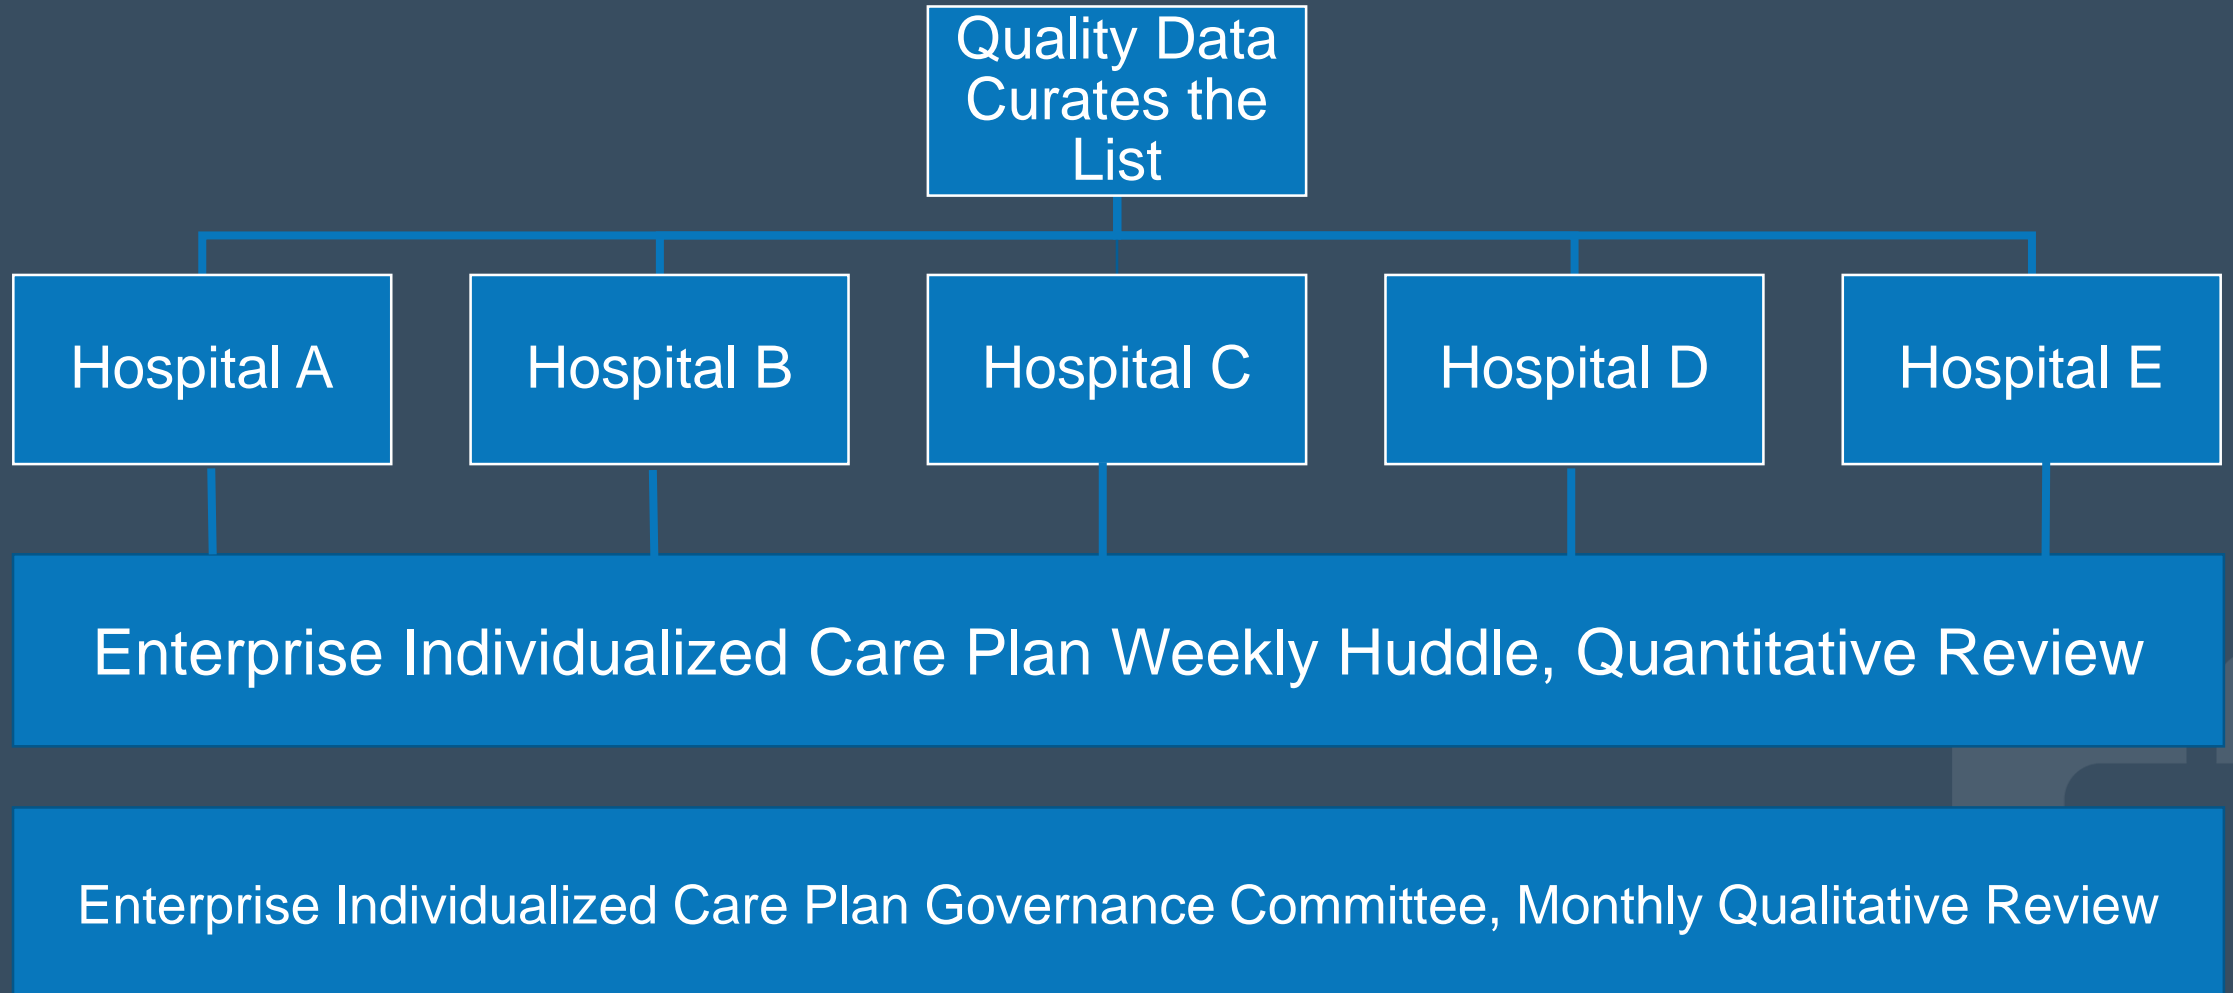 Quality Data
Curates the
List
Hospital A
Hospital B
Hospital C
Hospital D
Hospital E
Enterprise Individualized Care Plan Weekly Huddle, Quantitative Review
Enterprise Individualized Care Plan Governance Committee, Monthly Qualitative Review